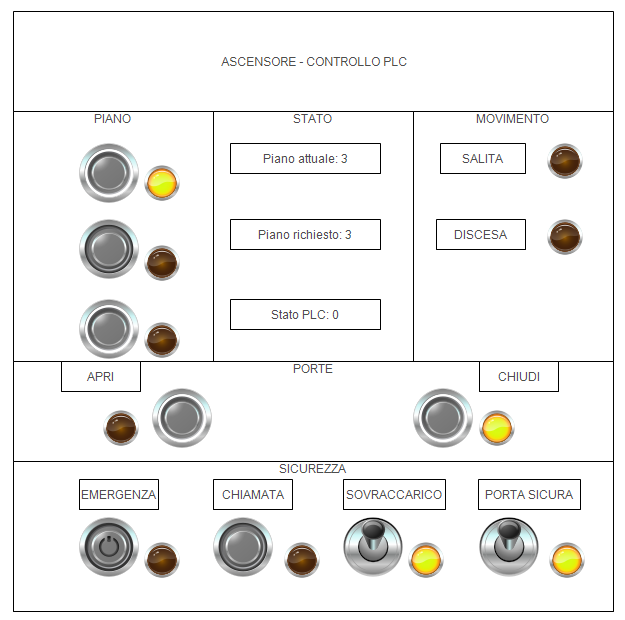 ASCENSORE - CONTROLLO PLC
PIANO
STATO
MOVIMENTO
Piano attuale: 3
SALITA
Piano richiesto: 3
DISCESA
Stato PLC: 0
PORTE
APRI
CHIUDI
SICUREZZA
EMERGENZA
CHIAMATA
SOVRACCARICO
PORTA SICURA